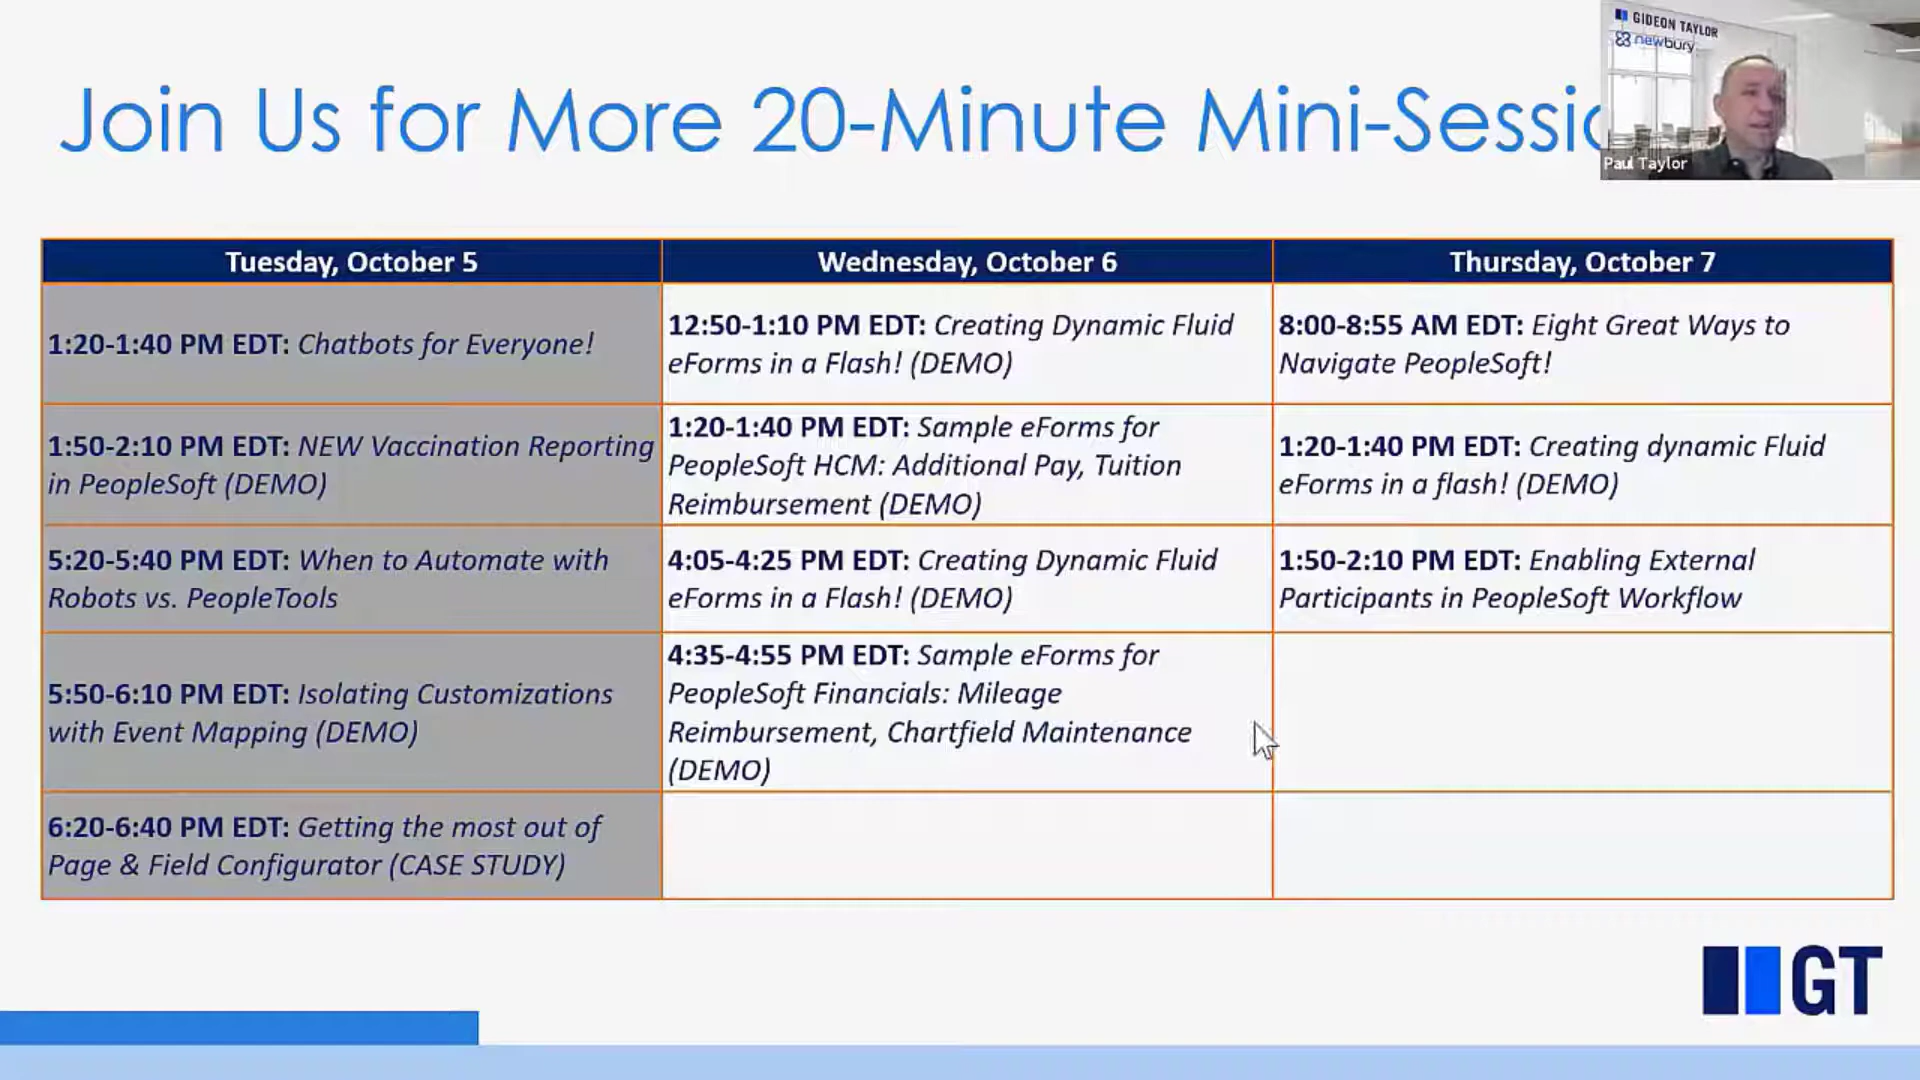 GIDEON TAYLOR
newbury
Join Us for More 20-Minute Mini-Sessio
Paul Taylor
Tuesday, October 5
Wednesday, October 6
Thursday, October 7
1:20-1:40 PM EDT: Chatbots for Everyone!
12:50-1:10 PM EDT: Creating Dynamic Fluid
eForms in a Flash! (DEMO)
8:00-8:55 AM EDT: Eight Great Ways to
Navigate PeopleSoft!
1:50-2:10 PM EDT: NEW Vaccination Reporting
in PeopleSoft (DEMO)
1:20-1:40 PM EDT: Sample eForms for
PeopleSoft HCM: Additional Pay, Tuition
Reimbursement (DEMO)
1:20-1:40 PM EDT: Creating dynamic Fluid
eForms in a flash! (DEMO)
5:20-5:40 PM EDT: When to Automate with
Robots vs. PeopleTools
4:05-4:25 PM EDT: Creating Dynamic Fluid
eForms in a Flash! (DEMO)
1:50-2:10 PM EDT: Enabling External
Participants in PeopleSoft Workflow
5:50-6:10 PM EDT: Isolating Customizations
with Event Mapping (DEMO)
4:35-4:55 PM EDT: Sample eForms for
PeopleSoft Financials: Mileage
Reimbursement, Chartfield Maintenance
(DEMO)
6:20-6:40 PM EDT: Getting the most out of
Page & Field Configurator (CASE STUDY)
GT